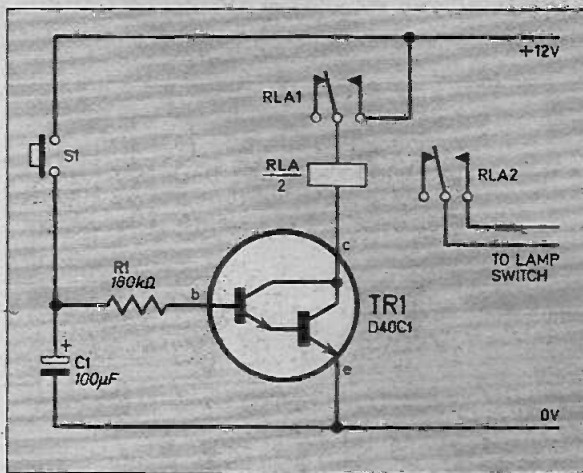 +12V
RLA1
S1
RLA
2
RLA2
TO LAMP
SWITCH
R1
180kΩ
b
c
TR1
D40C1
e
+
C1
100µF
0V